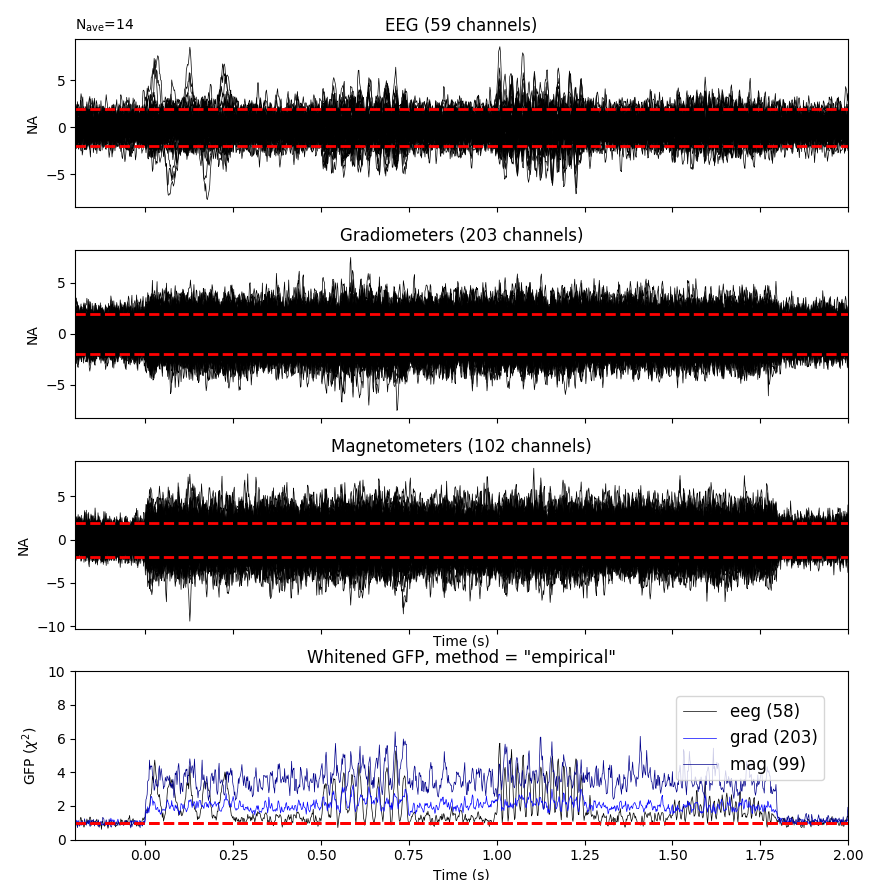 N_ave=14
EEG (59 channels)
5
0
−5
NA
Gradiometers (203 channels)
5
0
−5
NA
Magnetometers (102 channels)
5
0
−5
−10
NA
Time (s)
Whitened GFP, method = "empirical"
10
8
6
4
2
0
GFP (χ²)
eeg (58)
grad (203)
mag (99)
0.00 0.25 0.50 0.75 1.00 1.25 1.50 1.75 2.00
Time (s)